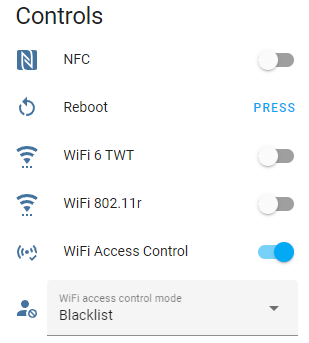 Controls
NFC
Reboot PRESS
WiFi 6 TWT
WiFi 802.11r
WiFi Access Control
WiFi access control mode
Blacklist